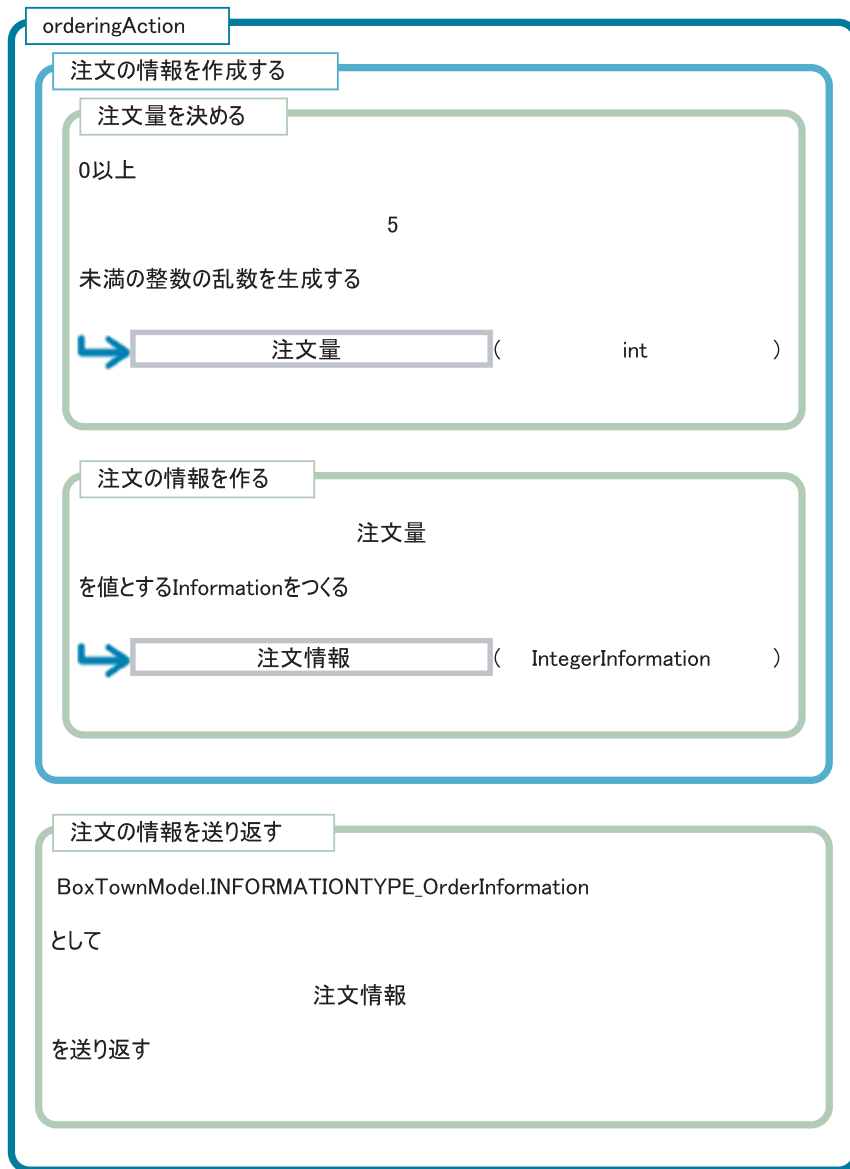 orderingAction
注文の情報を作成する
注文量を決める
0以上
5
未満の整数の乱数を生成する
注文量 ( int )
注文の情報を作る
注文量
を値とするInformationをつくる
注文情報 ( IntegerInformation )
注文の情報を送り返す
BoxTownModel.INFORMATIONTYPE_OrderInformation
として
注文情報
を送り返す